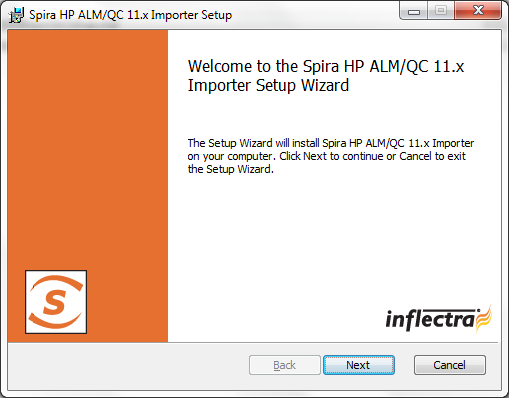 Spira HP ALM/QC 11.x Importer Setup
Welcome to the Spira HP ALM/QC 11.x
Importer Setup Wizard
The Setup Wizard will install Spira HP ALM/QC 11.x Importer
on your computer. Click Next to continue or Cancel to exit
the Setup Wizard.
S
inflectra
Back
Next
Cancel